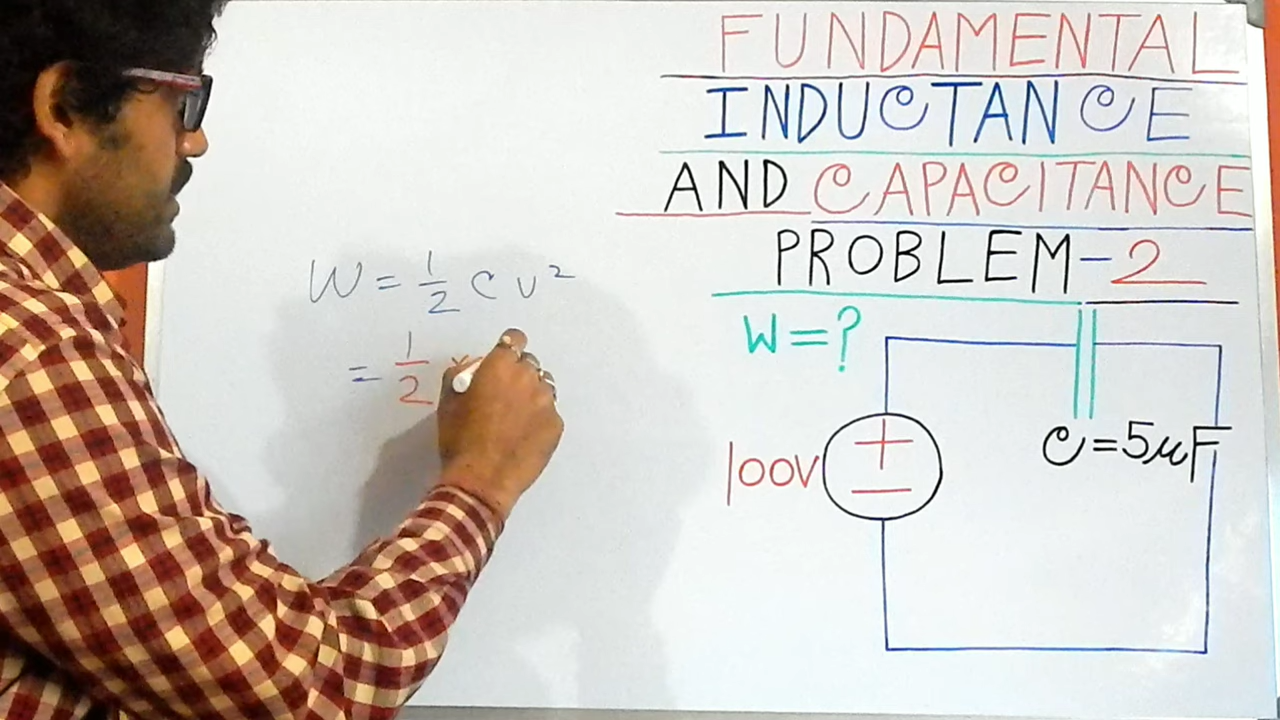 FUNDAMENTAL
INDUCTANCE
AND CAPACITANCE
PROBLEM-2
W=?
W = 1/2 C v²
= 1/2 ×
100V
+
−
C=5μF